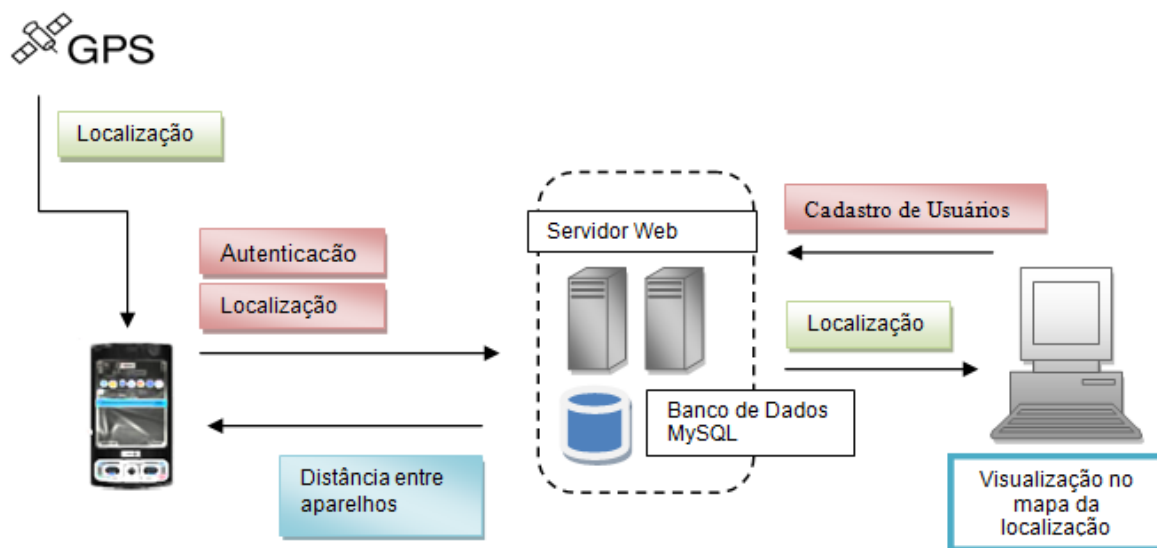 GPS
Localização
Autenticacão
Localização
Distância entre
aparelhos
Servidor Web
Banco de Dados
MySQL
Cadastro de Usuários
Localização
Visualização no
mapa da
localização